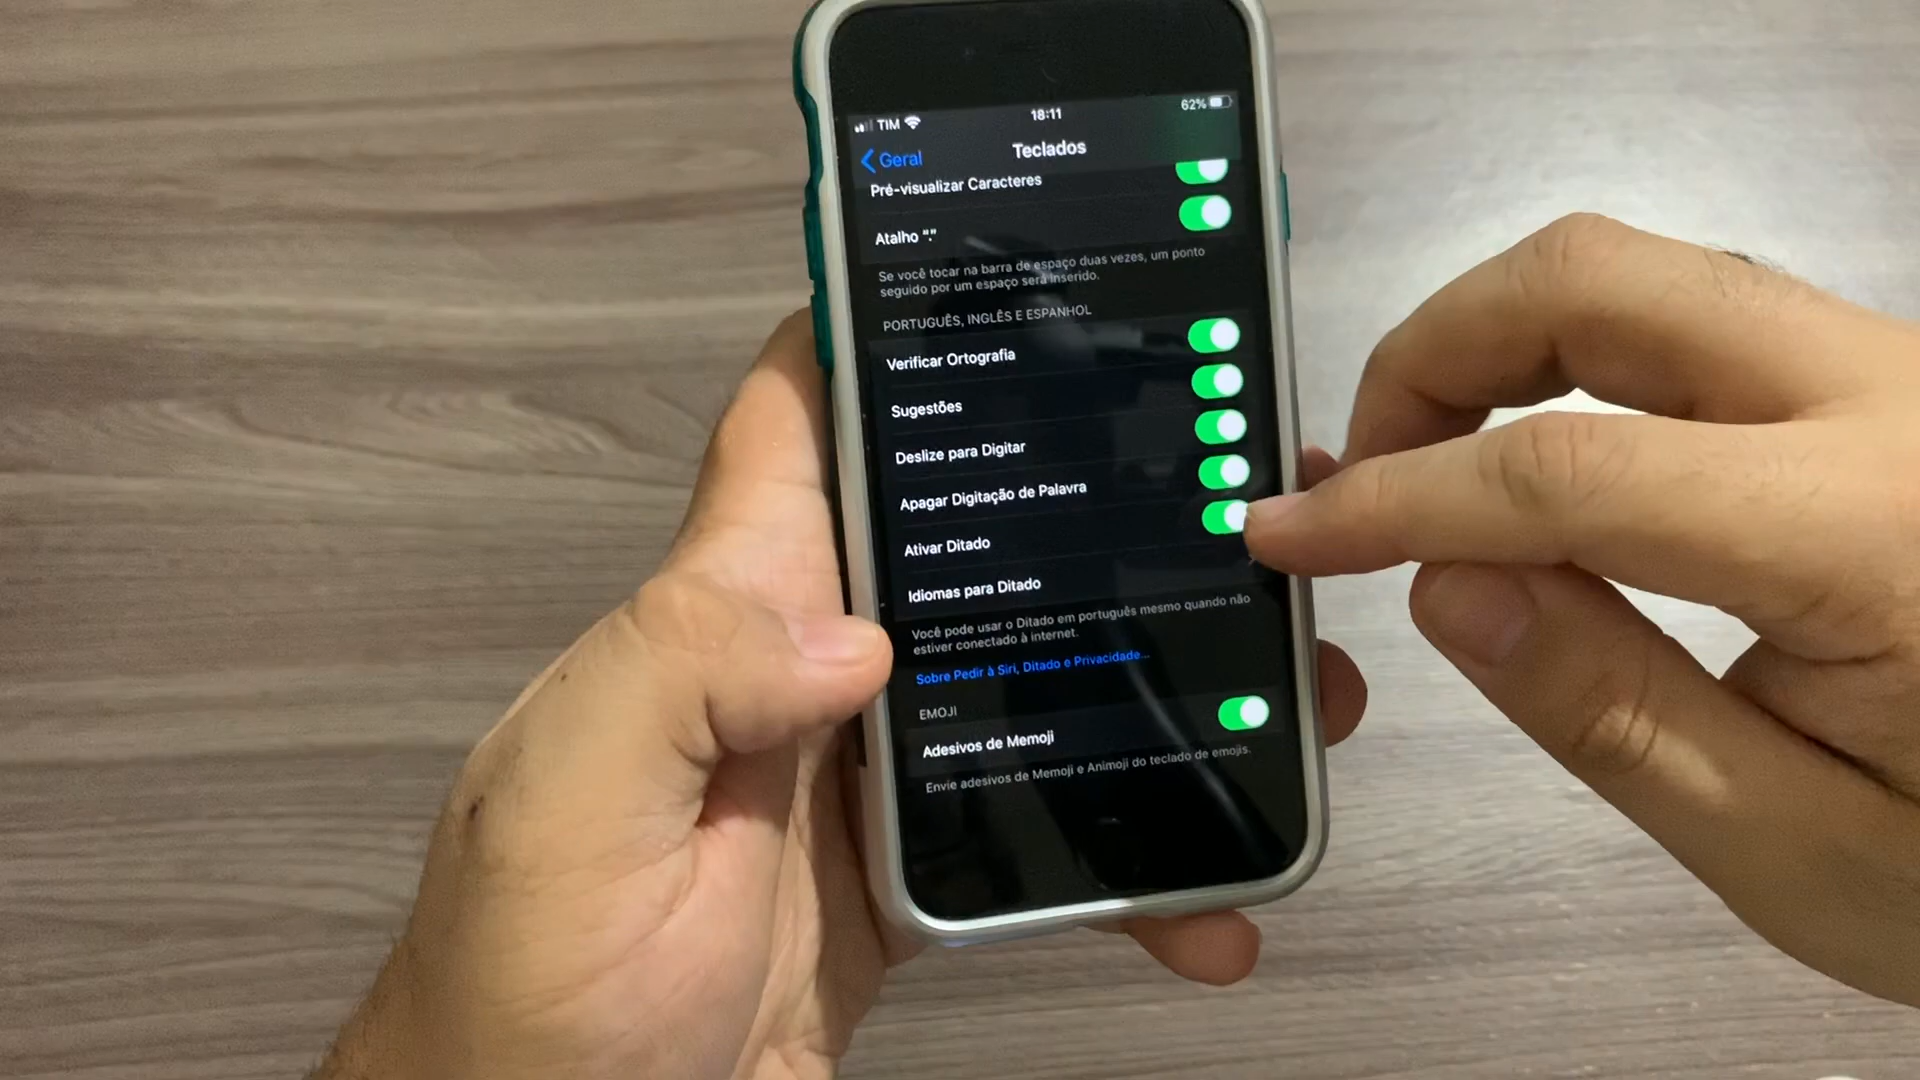 TIM 18:11 62%
Geral Teclados
Pré-visualizar Caracteres
Atalho “.”
Se você tocar na barra de espaço duas vezes, um ponto
seguido por um espaço será inserido.
PORTUGUÊS, INGLÊS E ESPANHOL
Verificar Ortografia
Sugestões
Deslize para Digitar
Apagar Digitação de Palavra
Ativar Ditado
Idiomas para Ditado
Você pode usar o Ditado em português mesmo quando não
estiver conectado à internet.
Sobre Pedir à Siri, Ditado e Privacidade...
EMOJI
Adesivos de Memoji
Envie adesivos de Memoji e Animoji do teclado de emojis.